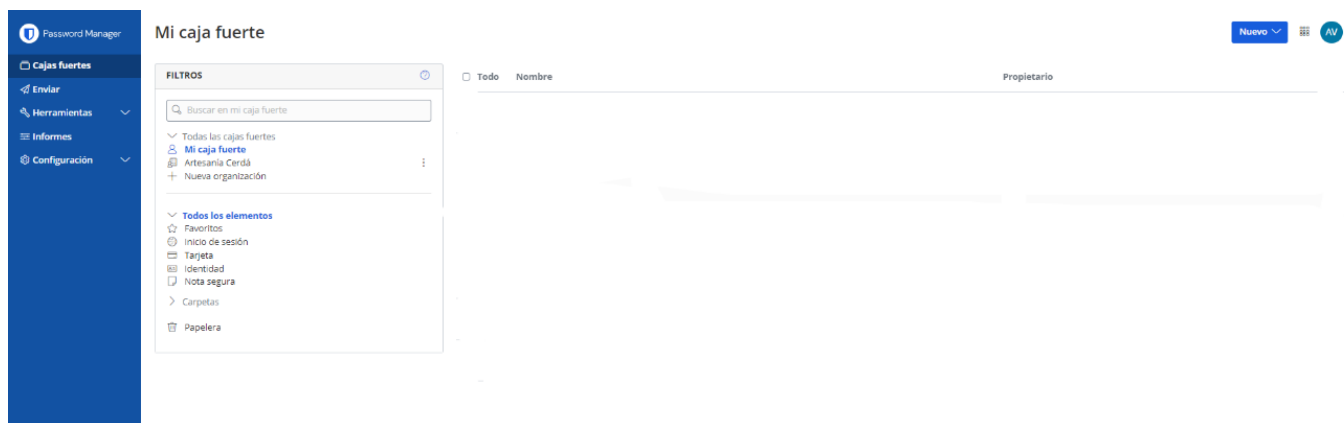 Password Manager
Cajas fuertes
Enviar
Herramientas
Informes
Configuración
Mi caja fuerte
Nuevo
AV
FILTROS
Buscar en mi caja fuerte
Todas las cajas fuertes
Mi caja fuerte
Artesanía Cerdá
Nueva organización
Todos los elementos
Favoritos
Inicio de sesión
Tarjeta
Identidad
Nota segura
Carpetas
Papelera
Todo Nombre Propietario